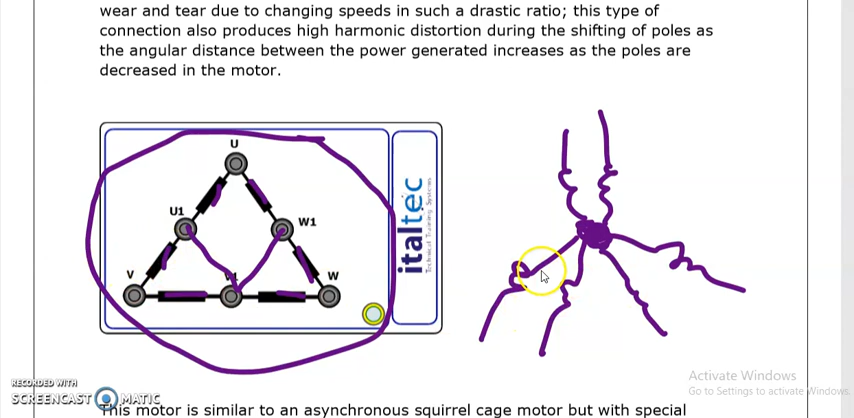 wear and tear due to changing speeds in such a drastic ratio; this type of
connection also produces high harmonic distortion during the shifting of poles as
the angular distance between the power generated increases as the poles are
decreased in the motor.
U
U1
W1
V
W
italtec
Technical Training Systems
Activate Windows
Go to Settings to activate Windows.
RECORDED WITH
SCREENCAST MATIC
This motor is similar to an asynchronous squirrel cage motor but with special